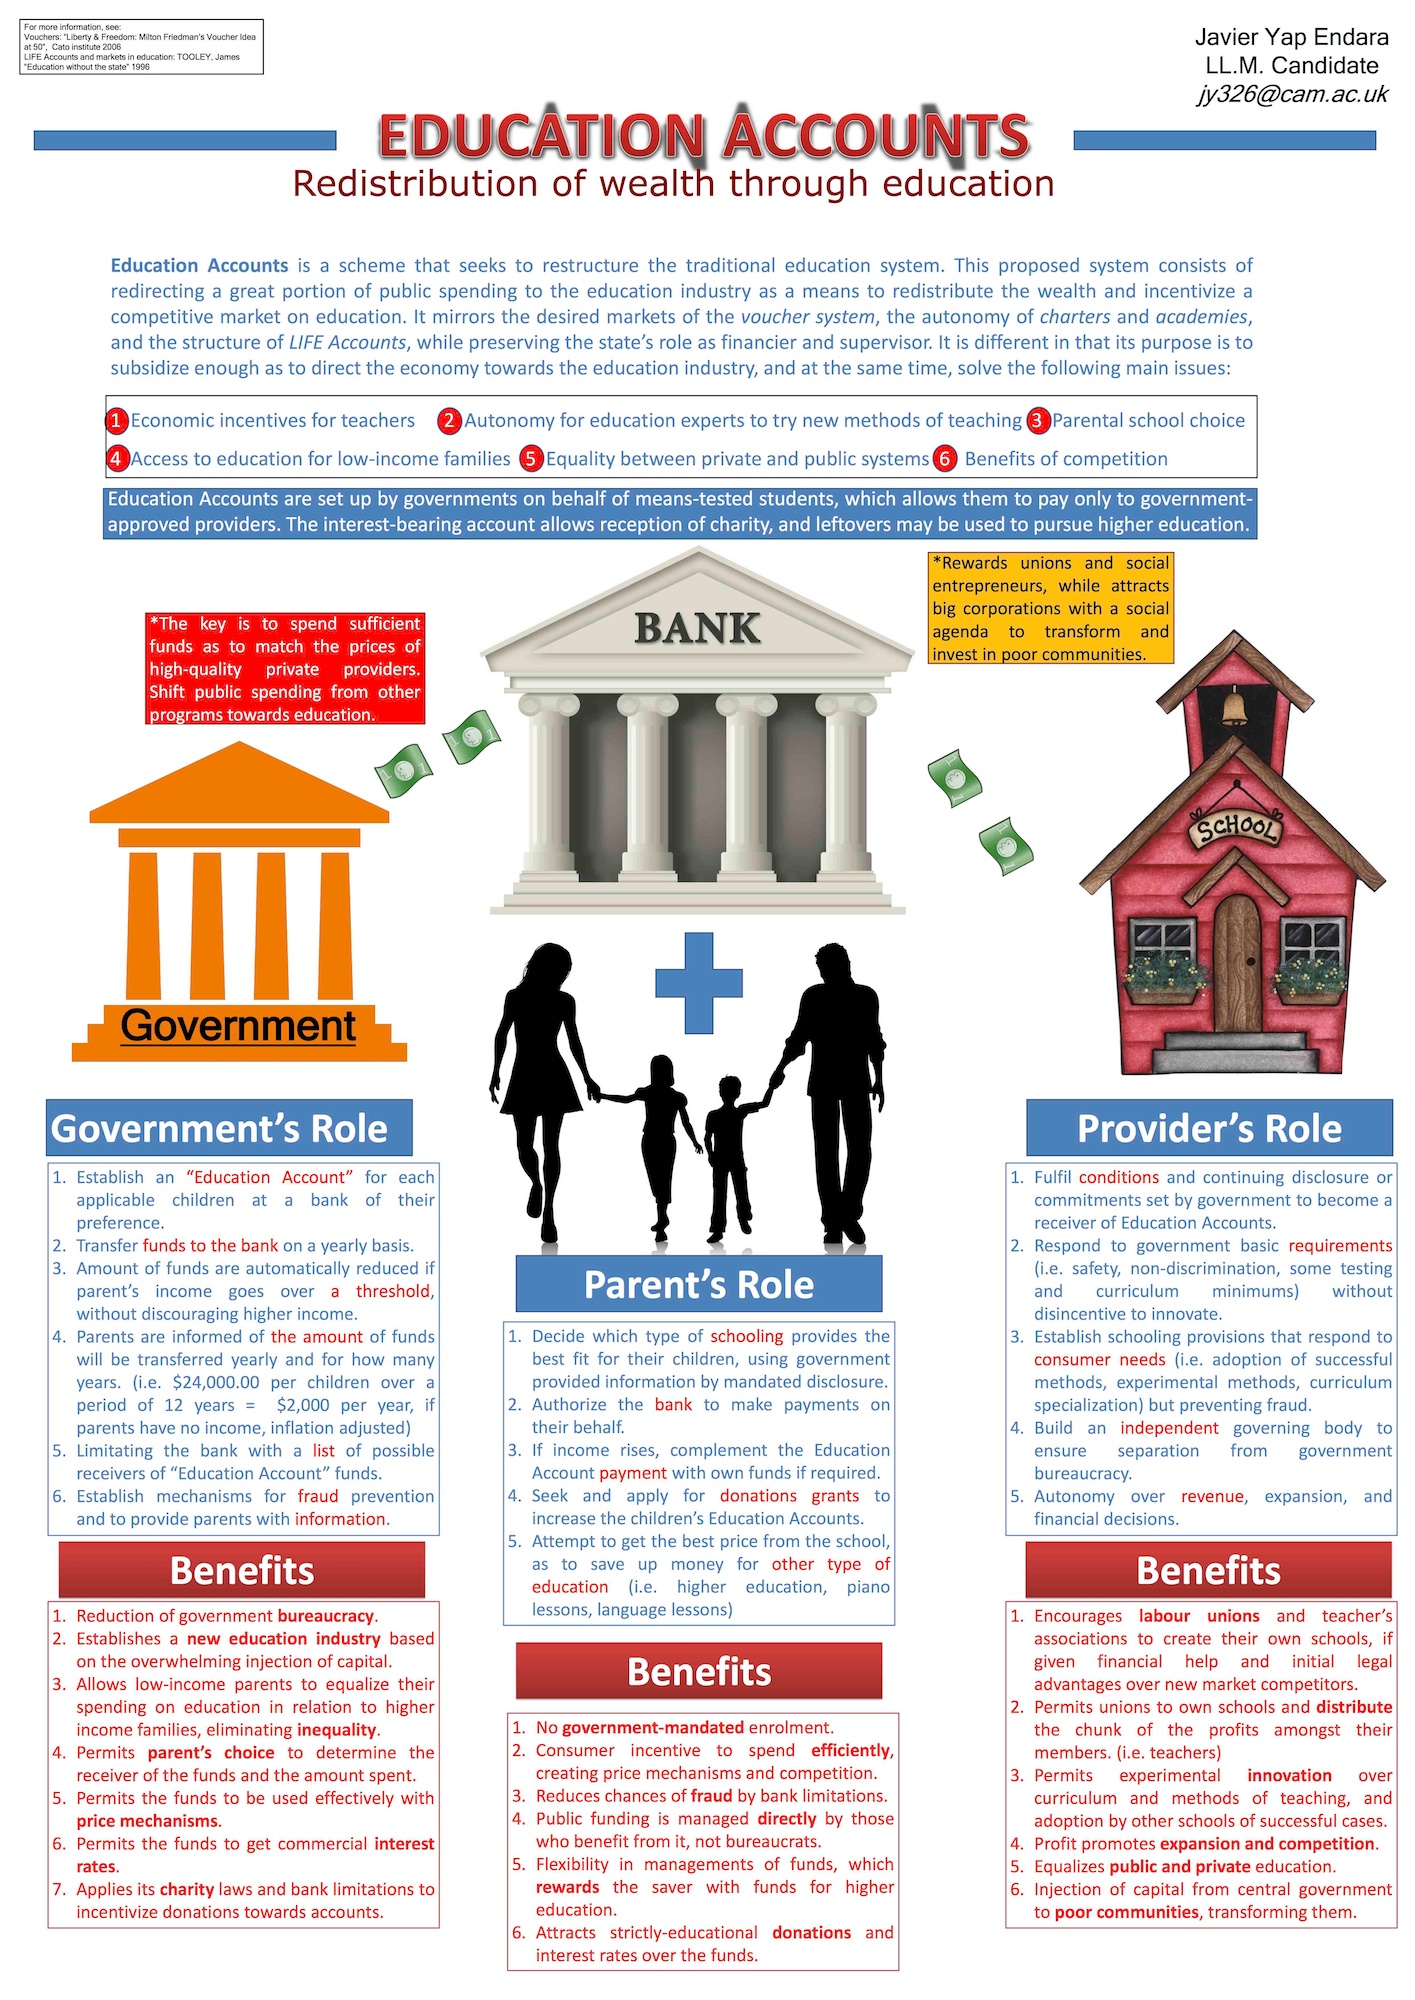 For more information, see:
Vouchers: "Liberty & Freedom: Milton Friedman's Voucher Idea
at 50", Cato institute 2006
LIFE Accounts and markets in education: TOOLEY, James
"Education without the state" 1996
Javier Yap Endara
LL.M. Candidate
jy326@cam.ac.uk
EDUCATION ACCOUNTS
Redistribution of wealth through education
Education Accounts is a scheme that seeks to restructure the traditional education system. This proposed system consists of
redirecting a great portion of public spending to the education industry as a means to redistribute the wealth and incentivize a
competitive market on education. It mirrors the desired markets of the voucher system, the autonomy of charters and academies,
and the structure of LIFE Accounts, while preserving the state's role as financier and supervisor. It is different in that its purpose is to
subsidize enough as to direct the economy towards the education industry, and at the same time, solve the following main issues:
1 Economic incentives for teachers 2 Autonomy for education experts to try new methods of teaching 3 Parental school choice
4 Access to education for low-income families 5 Equality between private and public systems 6 Benefits of competition
Education Accounts are set up by governments on behalf of means-tested students, which allows them to pay only to government-
approved providers. The interest-bearing account allows reception of charity, and leftovers may be used to pursue higher education.
*The key is to spend sufficient
funds as to match the prices of
high-quality private providers.
Shift public spending from other
programs towards education.
BANK
*Rewards unions and social
entrepreneurs, while attracts
big corporations with a social
agenda to transform and
invest in poor communities.
SCHOOL
Government
Government's Role
1. Establish an "Education Account" for each
applicable children at a bank of their
preference.
2. Transfer funds to the bank on a yearly basis.
3. Amount of funds are automatically reduced if
parent's income goes over a threshold,
without discouraging higher income.
4. Parents are informed of the amount of funds
will be transferred yearly and for how many
years. (i.e. $24,000.00 per children over a
period of 12 years = $2,000 per year, if
parents have no income, inflation adjusted)
5. Limitating the bank with a list of possible
receivers of "Education Account" funds.
6. Establish mechanisms for fraud prevention
and to provide parents with information.
Benefits
1. Reduction of government bureaucracy.
2. Establishes a new education industry based
on the overwhelming injection of capital.
3. Allows low-income parents to equalize their
spending on education in relation to higher
income families, eliminating inequality.
4. Permits parent's choice to determine the
receiver of the funds and the amount spent.
5. Permits the funds to be used effectively with
price mechanisms.
6. Permits the funds to get commercial interest
rates.
7. Applies its charity laws and bank limitations to
incentivize donations towards accounts.
Parent's Role
1. Decide which type of schooling provides the
best fit for their children, using government
provided information by mandated disclosure.
2. Authorize the bank to make payments on
their behalf.
3. If income rises, complement the Education
Account payment with own funds if required.
4. Seek and apply for donations grants to
increase the children's Education Accounts.
5. Attempt to get the best price from the school,
as to save up money for other type of
education (i.e. higher education, piano
lessons, language lessons)
Benefits
1. No government-mandated enrolment.
2. Consumer incentive to spend efficiently,
creating price mechanisms and competition.
3. Reduces chances of fraud by bank limitations.
4. Public funding is managed directly by those
who benefit from it, not bureaucrats.
5. Flexibility in managements of funds, which
rewards the saver with funds for higher
education.
6. Attracts strictly-educational donations and
interest rates over the funds.
Provider's Role
1. Fulfil conditions and continuing disclosure or
commitments set by government to become a
receiver of Education Accounts.
2. Respond to government basic requirements
(i.e. safety, non-discrimination, some testing
and curriculum minimums) without
disincentive to innovate.
3. Establish schooling provisions that respond to
consumer needs (i.e. adoption of successful
methods, experimental methods, curriculum
specialization) but preventing fraud.
4. Build an independent governing body to
ensure separation from government
bureaucracy.
5. Autonomy over revenue, expansion, and
financial decisions.
Benefits
1. Encourages labour unions and teacher's
associations to create their own schools, if
given financial help and initial legal
advantages over new market competitors.
2. Permits unions to own schools and distribute
the chunk of the profits amongst their
members. (i.e. teachers)
3. Permits experimental innovation over
curriculum and methods of teaching, and
adoption by other schools of successful cases.
4. Profit promotes expansion and competition.
5. Equalizes public and private education.
6. Injection of capital from central government
to poor communities, transforming them.